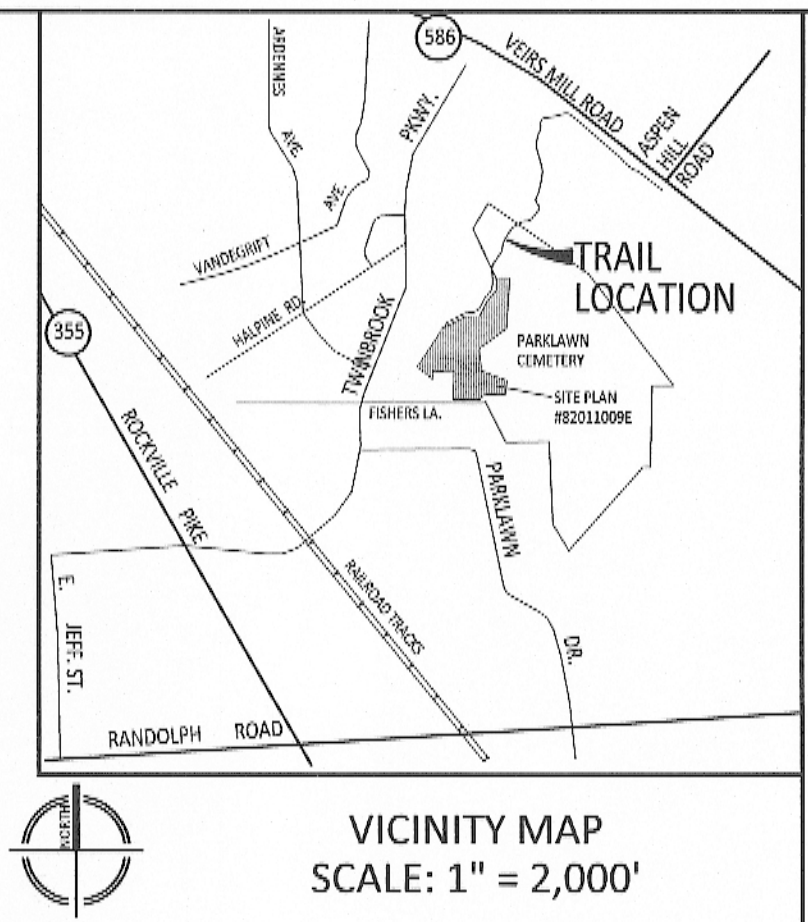 586
VEIRS MILL ROAD
ASPEN
HILL
ROAD
ARDENNES
AVE
PKWY.
AVE.
VANDEGRIFT
HALPINE RD.
TWINBROOK
TRAIL
LOCATION
355
PARKLAWN
CEMETERY
SITE PLAN
#82011009E
FISHERS LA.
ROCKVILLE
PIKE
PARKLAWN
DR.
RAILROAD TRACKS
E.
JEFF. ST.
RANDOLPH ROAD
NORTH
VICINITY MAP
SCALE: 1" = 2,000'